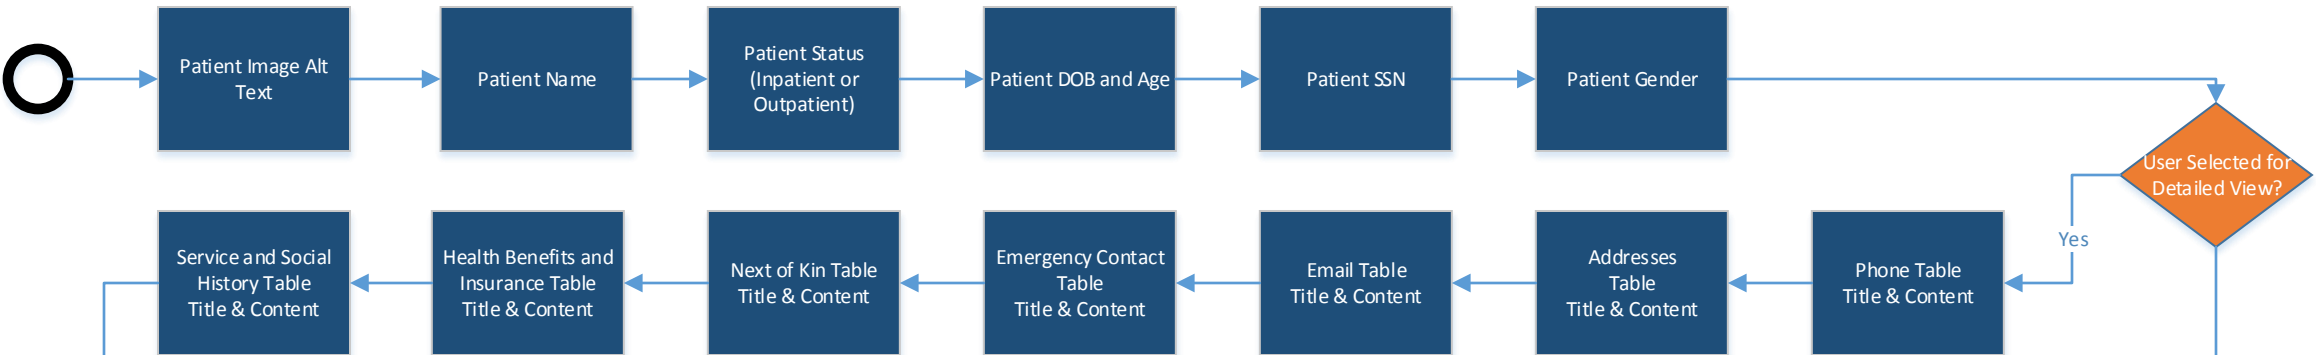 Patient Image Alt
Text
Patient Name
Patient Status
(Inpatient or
Outpatient)
Patient DOB and Age
Patient SSN
Patient Gender
User Selected for
Detailed View?
Yes
Phone Table
Title & Content
Addresses
Table
Title & Content
Email Table
Title & Content
Emergency Contact
Table
Title & Content
Next of Kin Table
Title & Content
Health Benefits and
Insurance Table
Title & Content
Service and Social
History Table
Title & Content